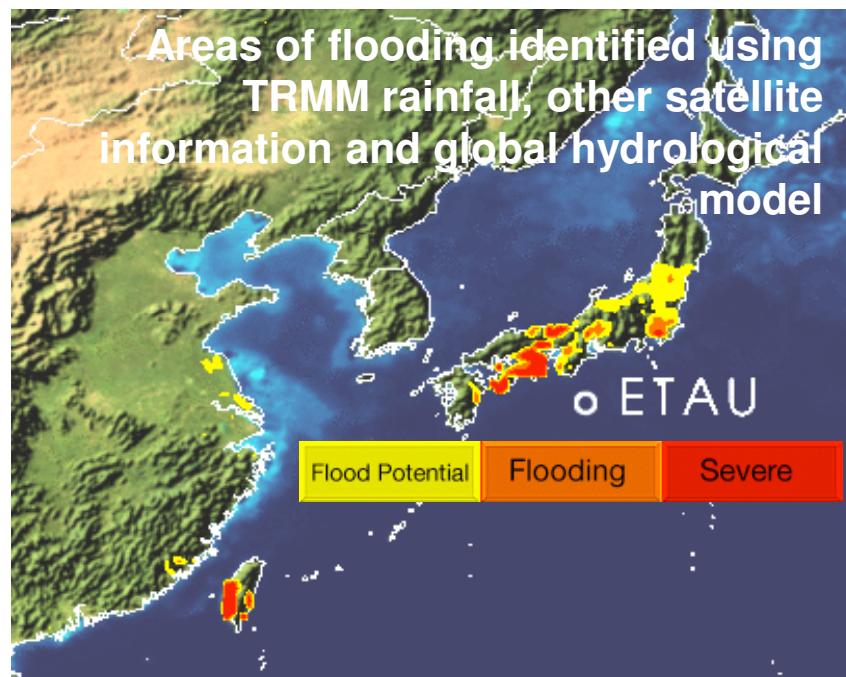 Areas of flooding identified using
TRMM rainfall, other satellite
information and global hydrological
model
ETAU
Flood Potential
Flooding
Severe